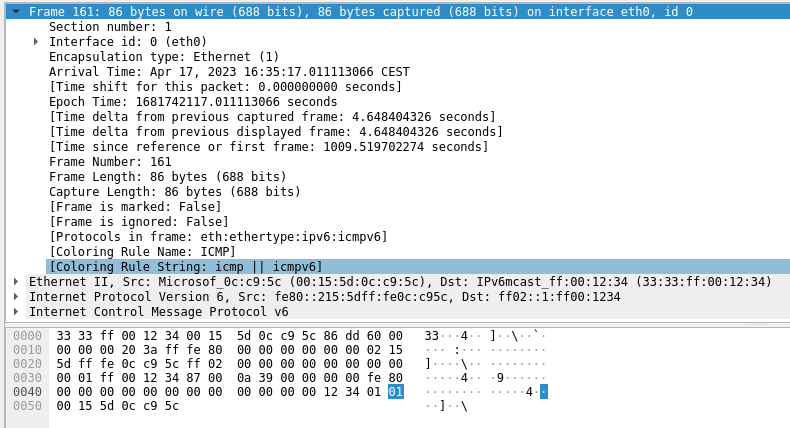 Frame 161: 86 bytes on wire (688 bits), 86 bytes captured (688 bits) on interface eth0, id 0
Section number: 1
Interface id: 0 (eth0)
Encapsulation type: Ethernet (1)
Arrival Time: Apr 17, 2023 16:35:17.011113066 CEST
[Time shift for this packet: 0.000000000 seconds]
Epoch Time: 1681742117.011113066 seconds
[Time delta from previous captured frame: 4.648404326 seconds]
[Time delta from previous displayed frame: 4.648404326 seconds]
[Time since reference or first frame: 1009.519702274 seconds]
Frame Number: 161
Frame Length: 86 bytes (688 bits)
Capture Length: 86 bytes (688 bits)
[Frame is marked: False]
[Frame is ignored: False]
[Protocols in frame: eth:ethertype:ipv6:icmpv6]
[Coloring Rule Name: ICMP]
[Coloring Rule String: icmp || icmpv6]
Ethernet II, Src: Microsof_0c:c9:5c (00:15:5d:0c:c9:5c), Dst: IPv6mcast_ff:00:12:34 (33:33:ff:00:12:34)
Internet Protocol Version 6, Src: fe80::215:5dff:fe0c:c95c, Dst: ff02::1:ff00:1234
Internet Control Message Protocol v6
0000 33 33 ff 00 12 34 00 15 5d 0c c9 5c 86 dd 60 00 33···4·· ]··\··`·
0010 00 00 00 20 3a ff fe 80 00 00 00 00 00 00 02 15 ··· :··· ········
0020 5d ff fe 0c c9 5c ff 02 00 00 00 00 00 00 00 00 ]····\·· ········
0030 00 01 ff 00 12 34 87 00 0a 39 00 00 00 00 fe 80 ·····4·· ·9······
0040 00 00 00 00 00 00 00 00 00 00 00 00 12 34 01 01 ········ ·····4··
0050 00 15 5d 0c c9 5c ··]··\